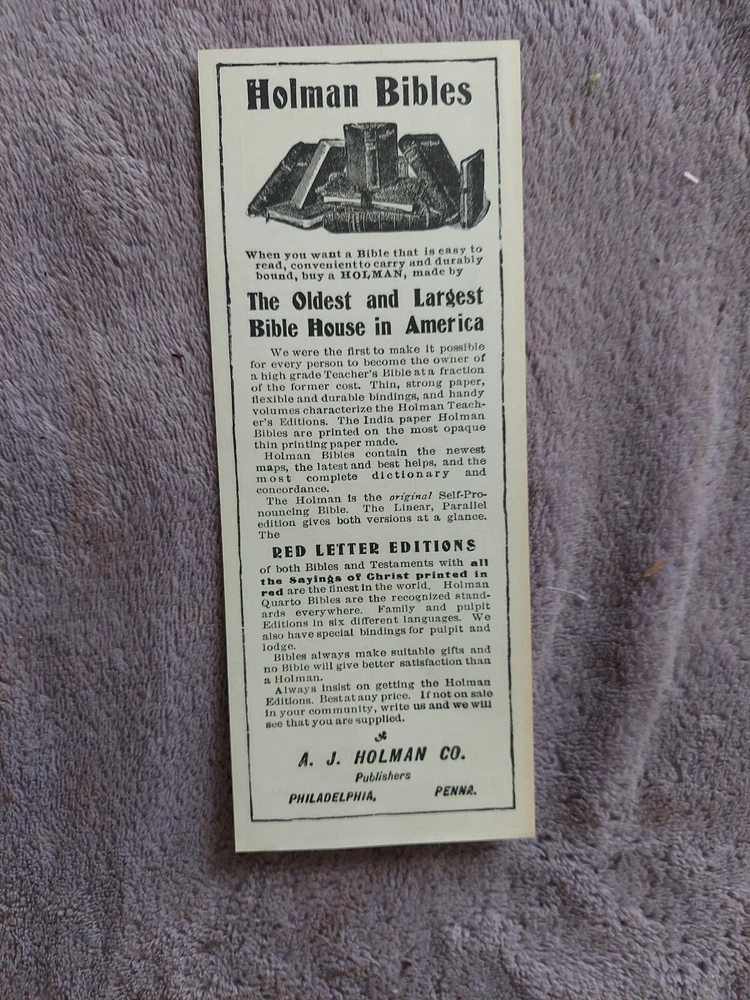 Holman Bibles
When you want a Bible that is easy to
read, convenient to carry and durably
bound, buy a HOLMAN, made by
The Oldest and Largest
Bible House in America
We were the first to make it possible
for every person to become the owner of
a high grade Teacher's Bible at a fraction
of the former cost. Thin, strong paper,
flexible and durable bindings, and handy
volumes characterize the Holman Teach-
er's Editions. The India paper Holman
Bibles are printed on the most opaque
thin printing paper made.
Holman Bibles contain the newest
maps, the latest and best helps, and the
most complete dictionary and
concordance.
The Holman is the original Self-Pro-
nouncing Bible. The Linear, Parallel
edition gives both versions at a glance.
The
RED LETTER EDITIONS
of both Bibles and Testaments with all
the Sayings of Christ printed in
red are the finest in the world. Holman
Quarto Bibles are the recognized stand-
ards everywhere. Family and pulpit
Editions in six different languages. We
also have special bindings for pulpit and
lodge.
Bibles always make suitable gifts and
no Bible will give better satisfaction than
a Holman.
Always insist on getting the Holman
Editions. Best at any price. If not on sale
in your community, write us and we will
see that you are supplied.
A. J. HOLMAN CO.
Publishers
PHILADELPHIA, PENNA.